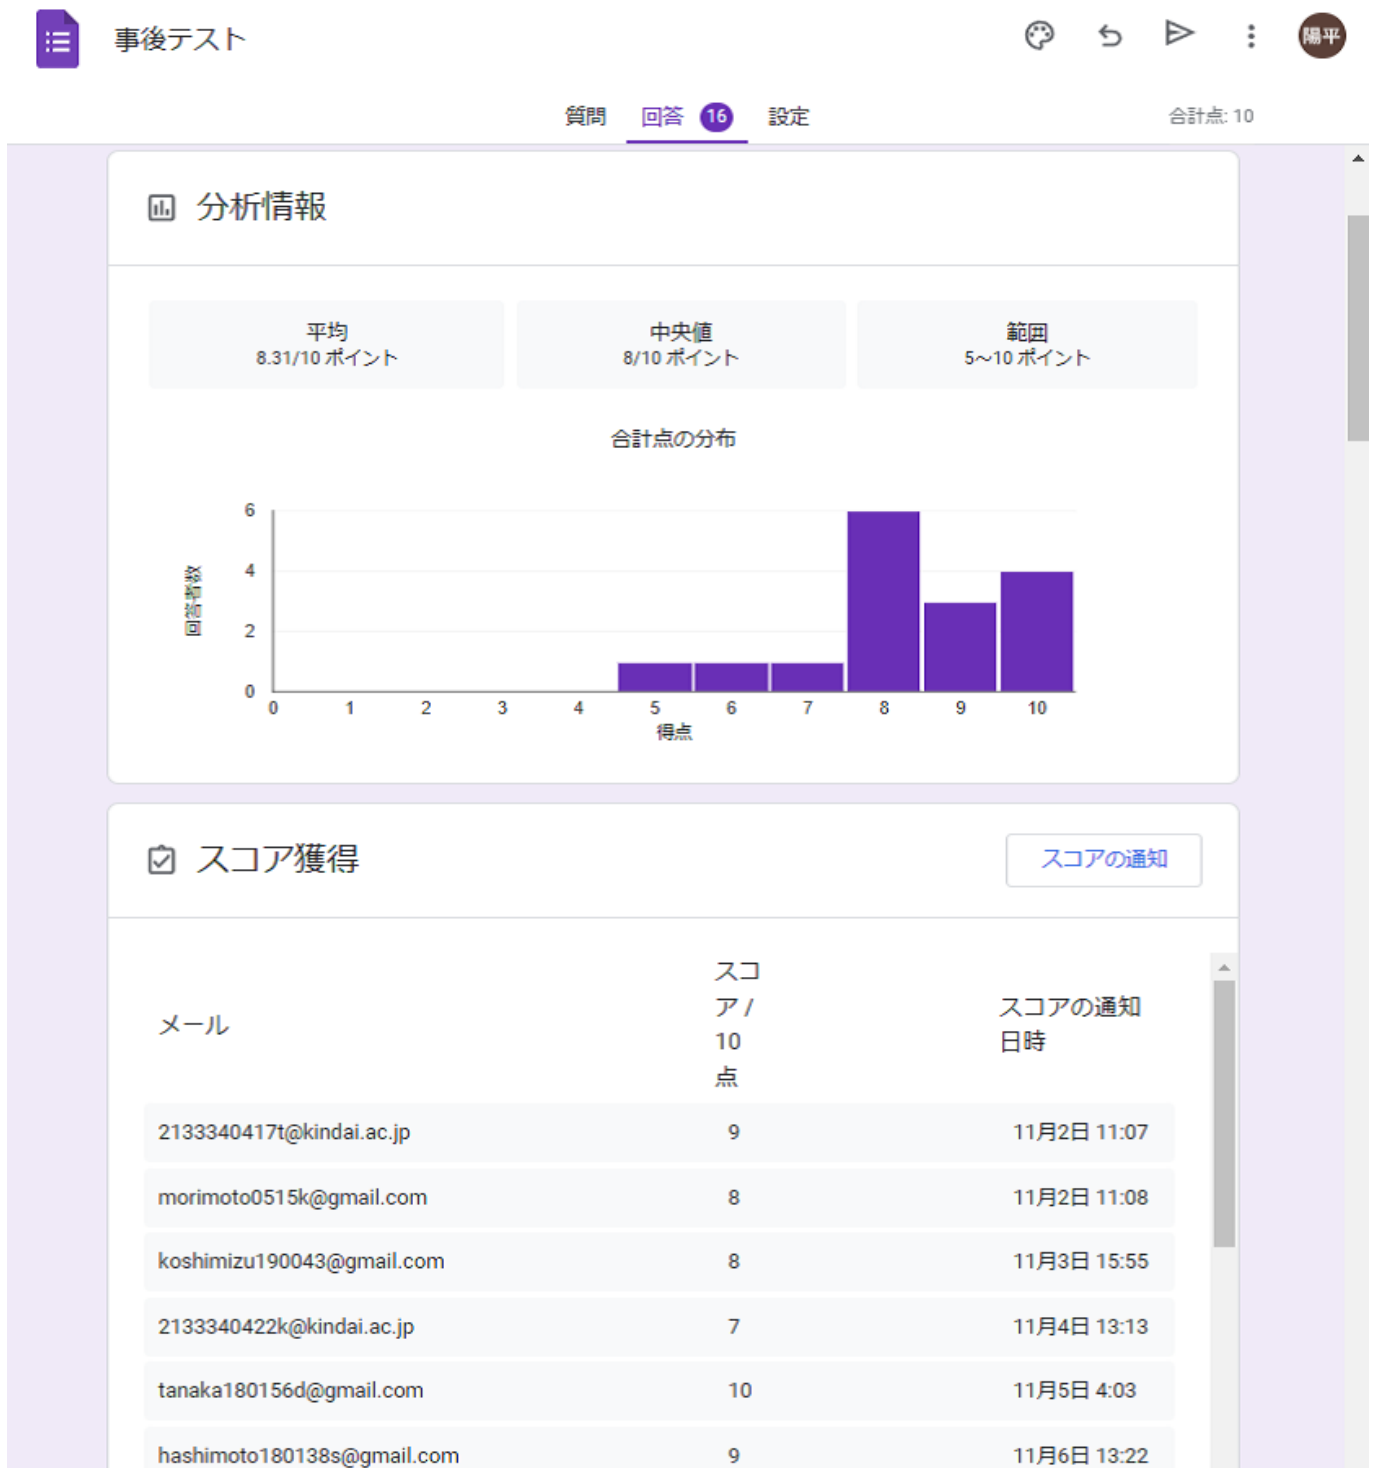 事後テスト
陽平
質問
回答 16
設定
合計点: 10
分析情報
平均
8.31/10 ポイント
中央値
8/10 ポイント
範囲
5～10 ポイント
合計点の分布
回答者数
6
4
2
0
0 1 2 3 4 5 6 7 8 9 10
得点
スコア獲得
スコアの通知
メール
スコ
ア /
10
点
スコアの通知
日時
2133340417t@kindai.ac.jp 9 11月2日 11:07
morimoto0515k@gmail.com 8 11月2日 11:08
koshimizu190043@gmail.com 8 11月3日 15:55
2133340422k@kindai.ac.jp 7 11月4日 13:13
tanaka180156d@gmail.com 10 11月5日 4:03
hashimoto180138s@gmail.com 9 11月6日 13:22